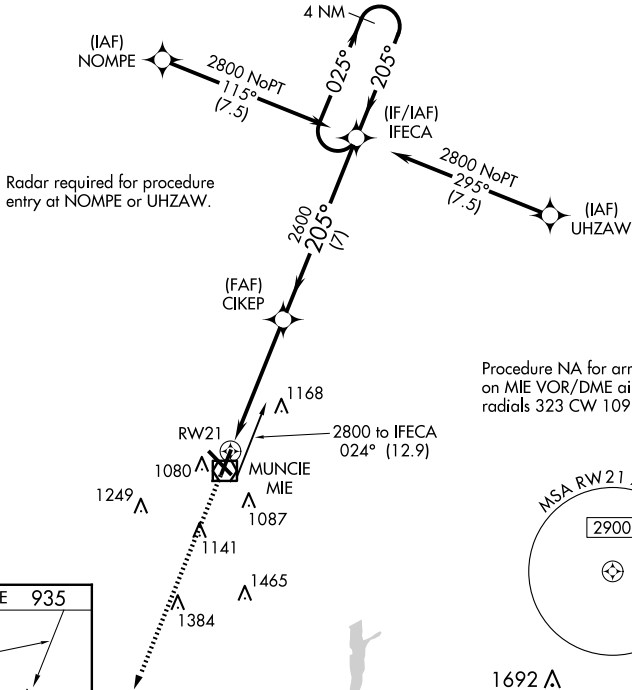 4 NM
(IAF)
NOMPE
2800 NoPT
115°
(7.5)
025°
205°
(IF/IAF)
IFECA
2800 NoPT
295°
(7.5)
(IAF)
UHZAW
Radar required for procedure
entry at NOMPE or UHZAW.
2600
205°
(7)
(FAF)
CIKEP
Procedure NA for arr
on MIE VOR/DME ai
radials 323 CW 109
1168
RW21
2800 to IFECA
024° (12.9)
1080
MUNCIE
MIE
1249
1087
1141
MSA RW21
2900
1465
1384
E 935
1692